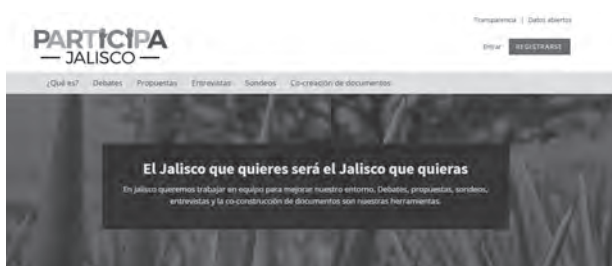 Transparencia | Datos abiertos
PARTICIPA
JALISCO
Entrar REGISTRARSE
¿Qué es? Debates Propuestas Entrevistas Sondeos Co-creación de documentos
El Jalisco que quieres será el Jalisco que quieras
En Jalisco queremos trabajar en equipo para mejorar nuestro entorno. Debates, propuestas, sondeos,
entrevistas y la co-construcción de documentos son nuestras herramientas.